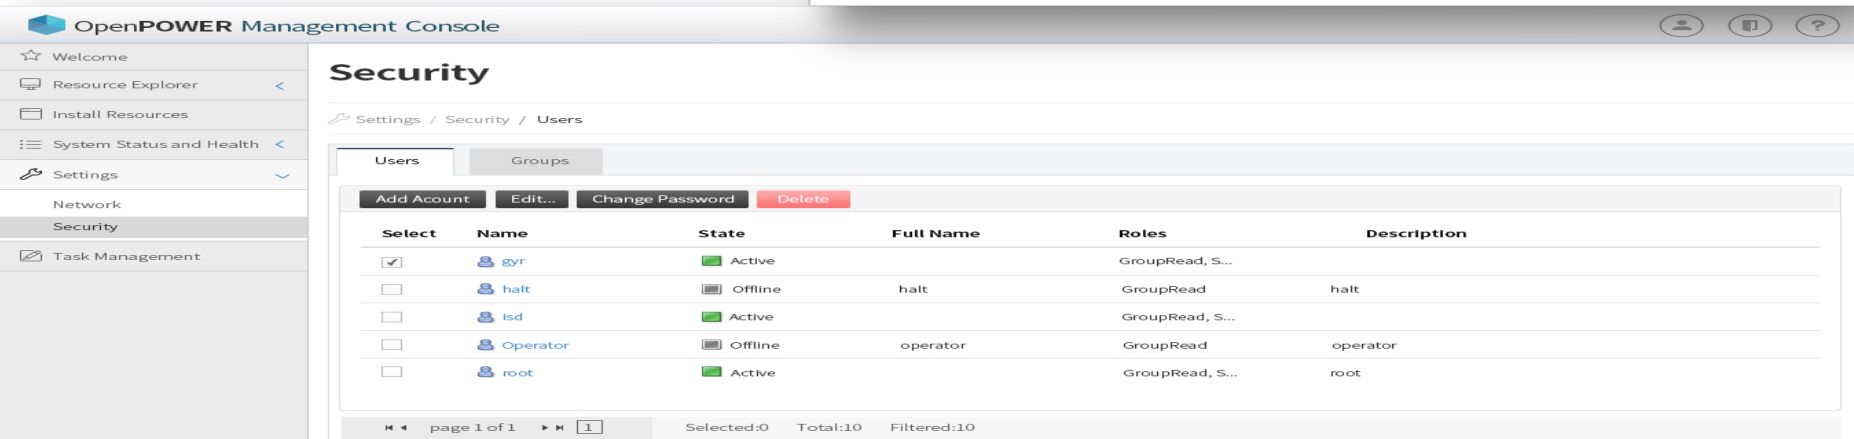 OpenPOWER Management Console
Welcome
Resource Explorer
Install Resources
System Status and Health
Settings
Network
Security
Task Management
Security
Settings / Security / Users
Users Groups
Add Acount Edit... Change Password Delete
Select Name State Full Name Roles Description
gyr Active GroupRead, S...
halt Offline halt GroupRead halt
lsd Active GroupRead, S...
Operator Offline operator GroupRead operator
root Active GroupRead, S... root
page 1 of 1 1 Selected:0 Total:10 Filtered:10